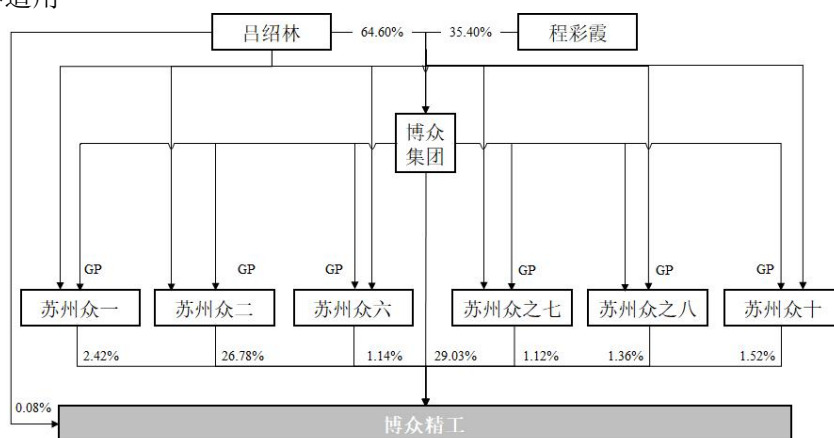 适用
吕绍林 64.60% 35.40% 程彩霞
博众
集团
GP GP GP GP GP GP
苏州众一 苏州众二 苏州众六 苏州众之七 苏州众之八 苏州众十
2.42% 26.78% 1.14% 29.03% 1.12% 1.36% 1.52%
0.08%
博众精工